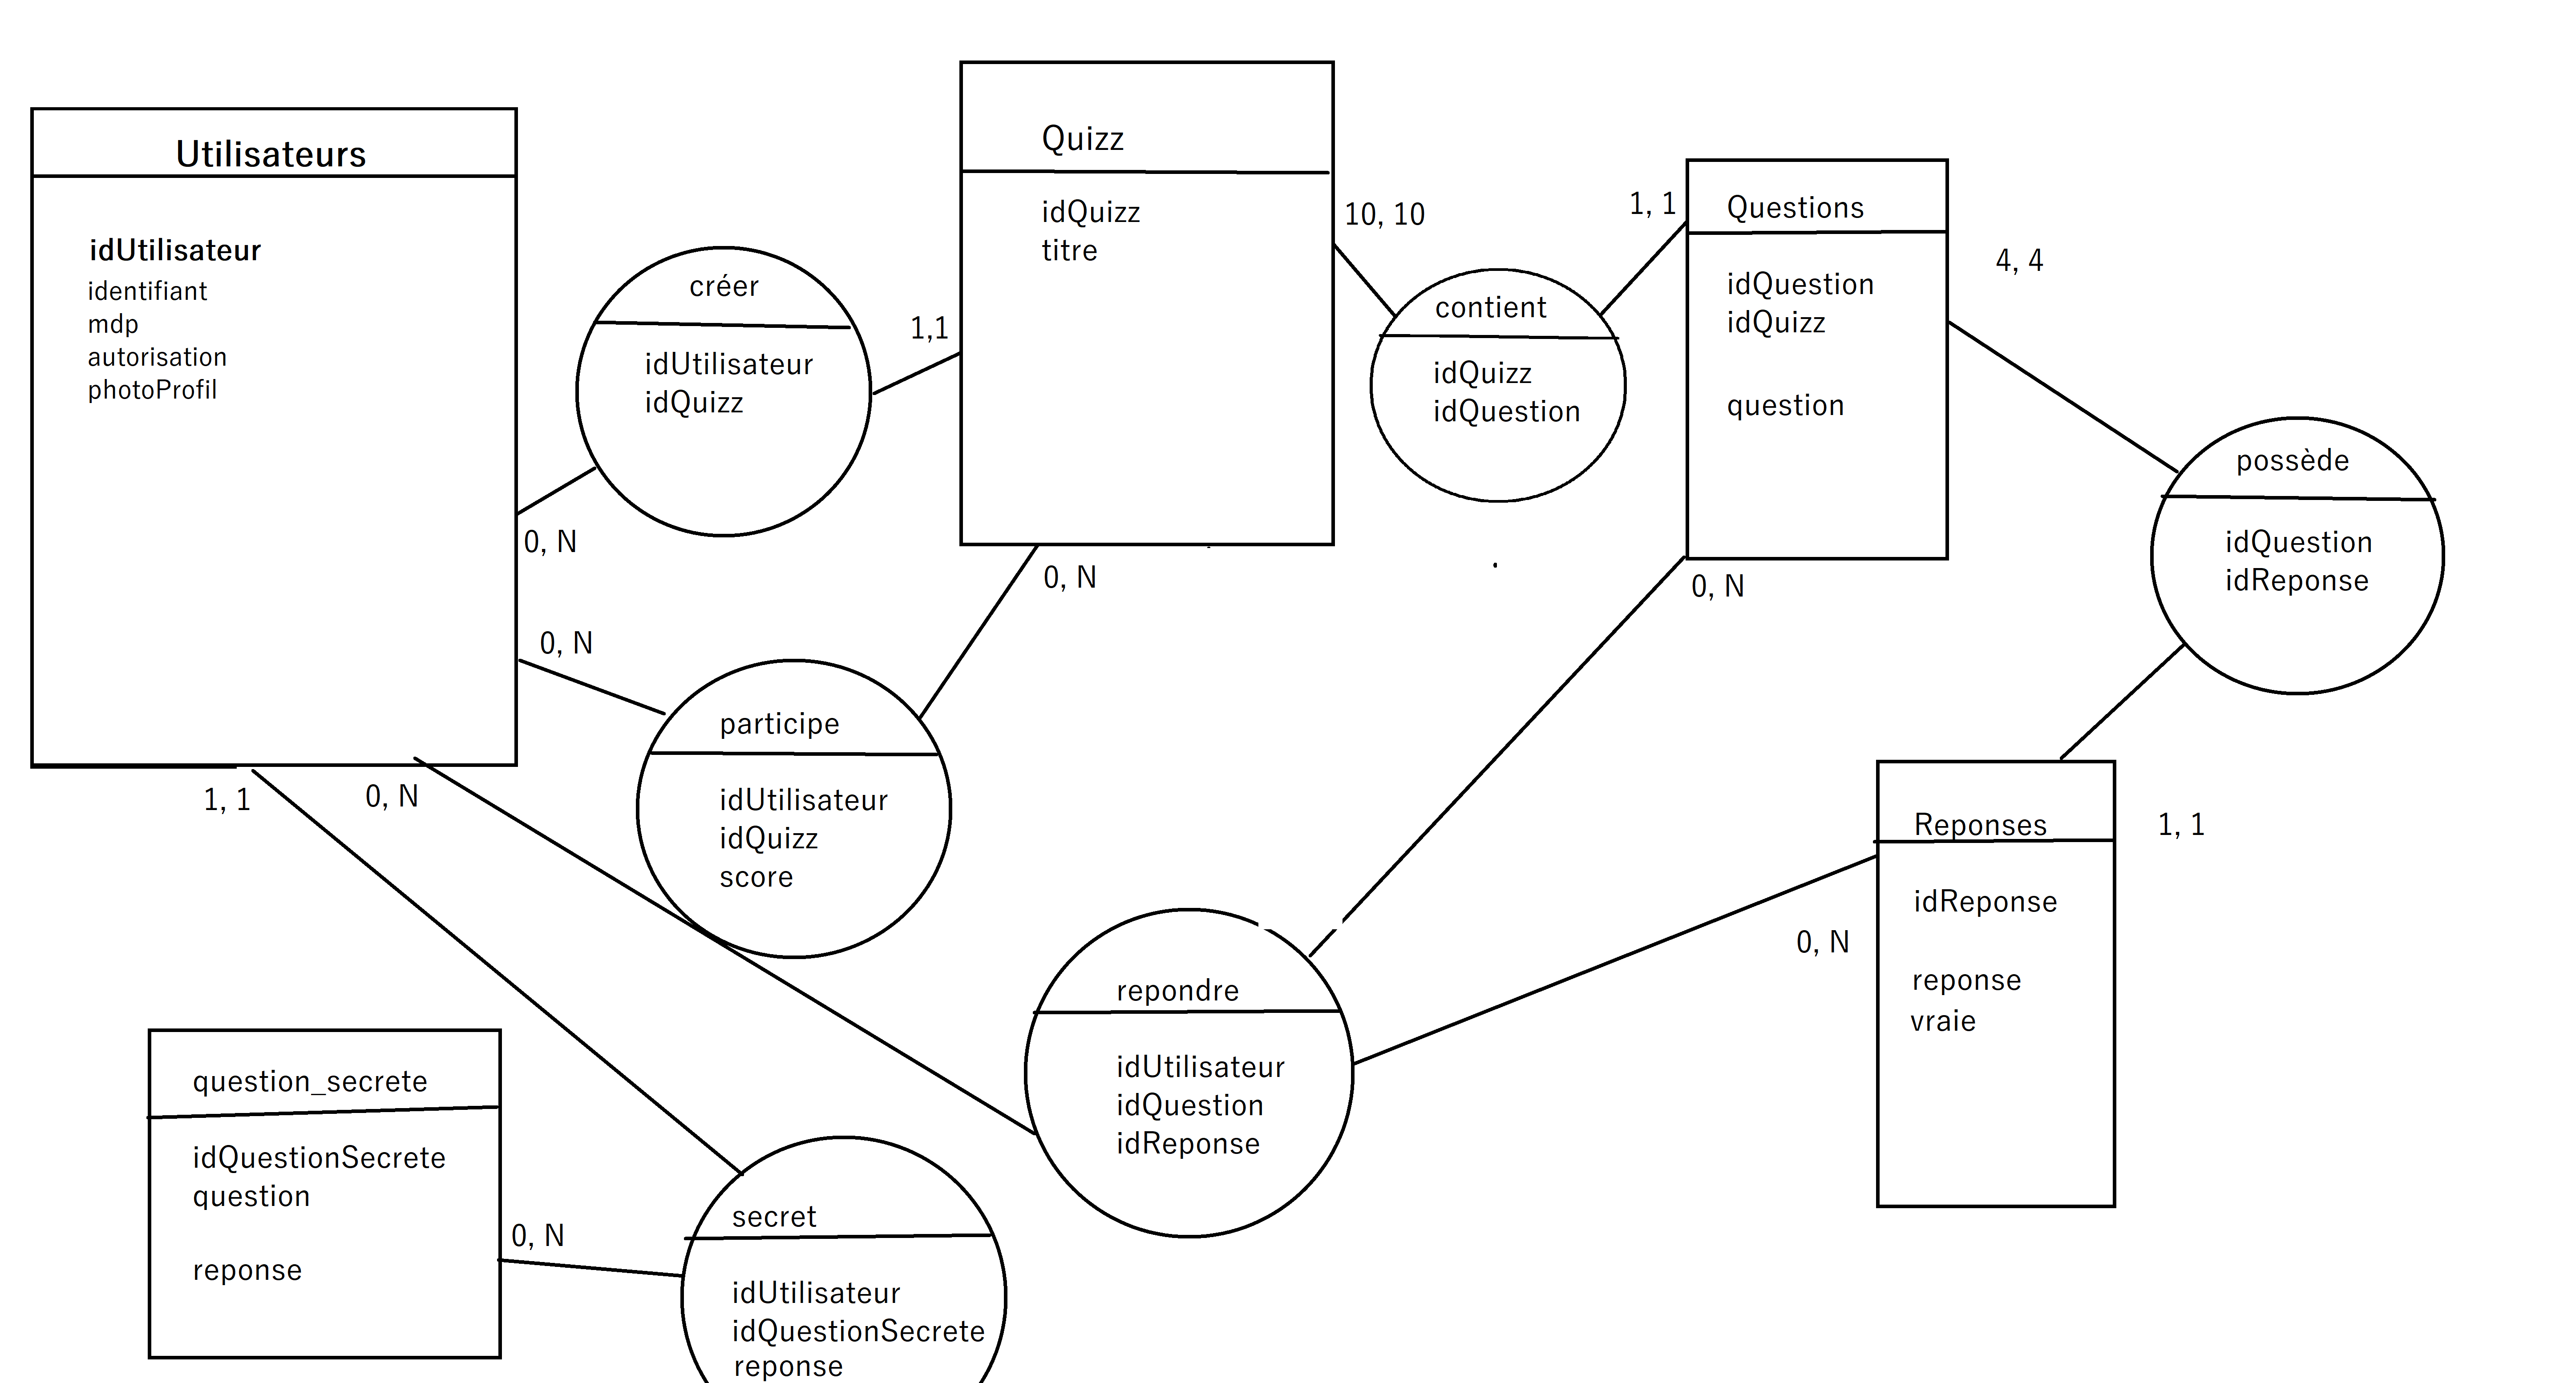 Utilisateurs
idUtilisateur
identifiant
mdp
autorisation
photoProfil
créer
idUtilisateur
idQuizz
0, N
1,1
Quizz
idQuizz
titre
10, 10
contient
idQuizz
idQuestion
1, 1
Questions
idQuestion
idQuizz
question
4, 4
possède
idQuestion
idReponse
0, N
participe
idUtilisateur
idQuizz
score
0, N
0, N
1, 1
0, N
repondre
idUtilisateur
idQuestion
idReponse
0, N
Reponses
idReponse
reponse
vraie
1, 1
question_secrete
idQuestionSecrete
question
reponse
0, N
secret
idUtilisateur
idQuestionSecrete
reponse